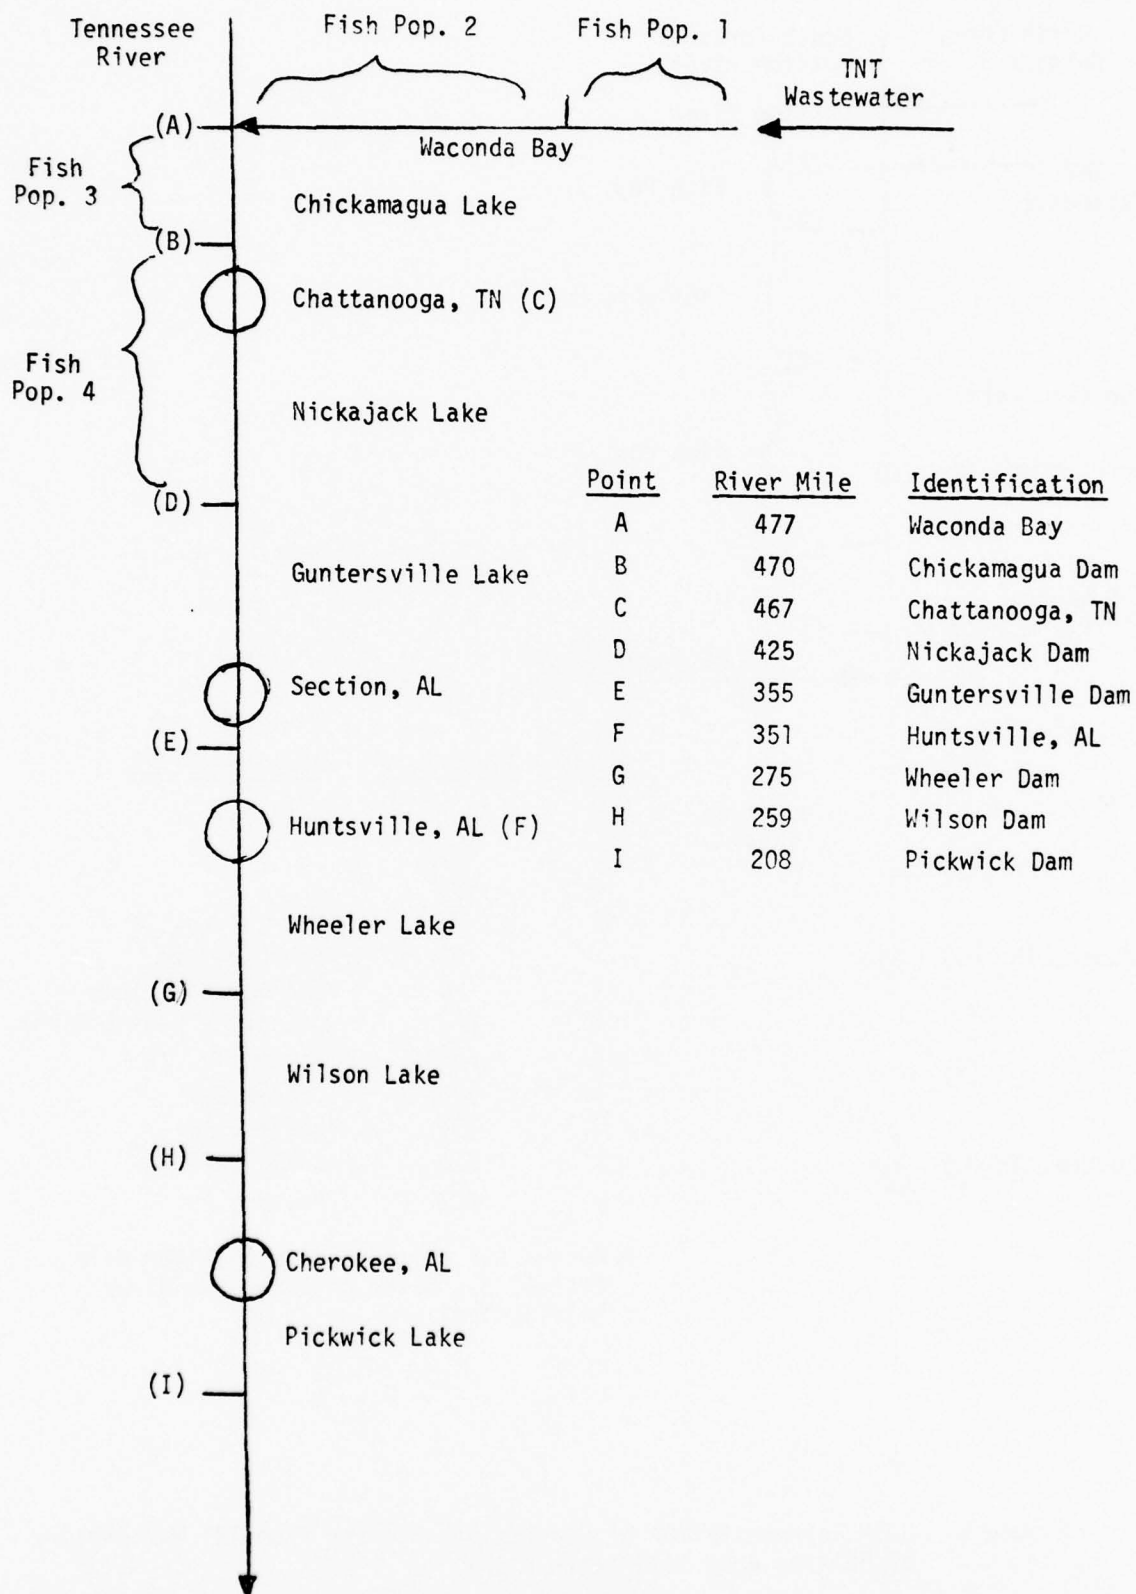 Tennessee
River
Fish Pop. 2
Fish Pop. 1
TNT
Wastewater
(A)
Waconda Bay
Fish
Pop. 3
Chickamagua Lake
(B)
Chattanooga, TN (C)
Fish
Pop. 4
Nickajack Lake
(D)
Guntersville Lake
Section, AL
(E)
Huntsville, AL (F)
Wheeler Lake
(G)
Wilson Lake
(H)
Cherokee, AL
Pickwick Lake
(I)
Point River Mile Identification
A 477 Waconda Bay
B 470 Chickamagua Dam
C 467 Chattanooga, TN
D 425 Nickajack Dam
E 355 Guntersville Dam
F 351 Huntsville, AL
G 275 Wheeler Dam
H 259 Wilson Dam
I 208 Pickwick Dam